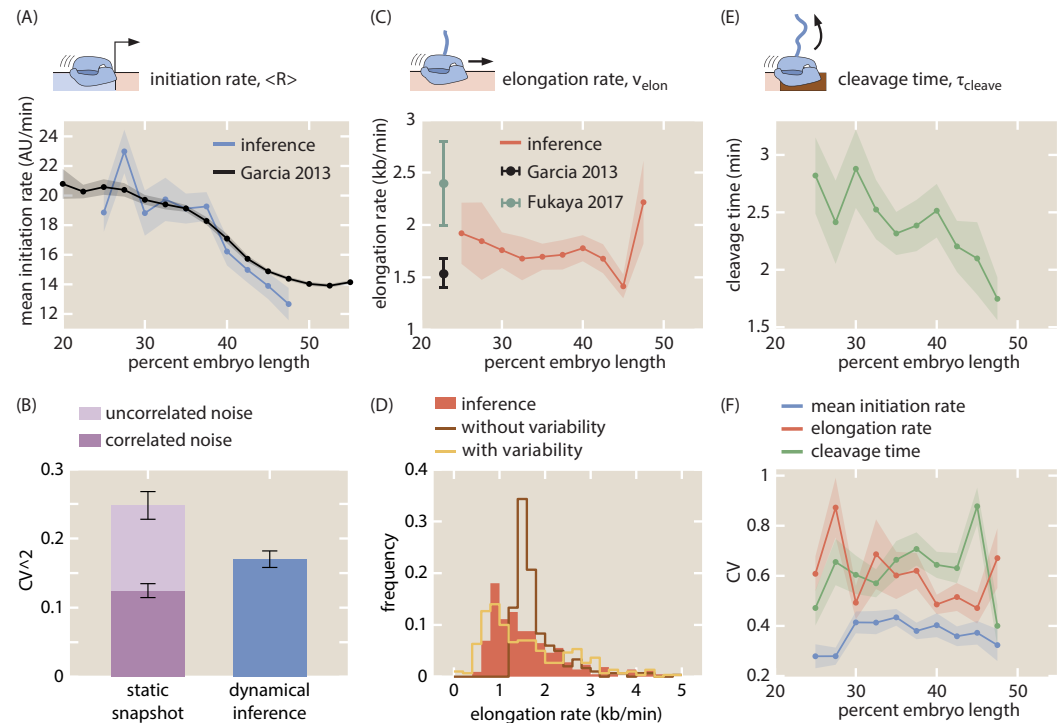 (A)
initiation rate, <R>
mean initiation rate (AU/min)
24
22
20
18
16
14
12
inference
Garcia 2013
20 30 40 50
percent embryo length
(C)
elongation rate, v_elon
elongation rate (kb/min)
3
2.5
2
1.5
1
inference
Garcia 2013
Fukaya 2017
20 30 40 50
percent embryo length
(E)
cleavage time, τ_cleave
cleavage time (min)
3
2.5
2
1.5
20 30 40 50
percent embryo length
(B)
uncorrelated noise
correlated noise
CV^2
0.3
0.2
0.1
0
static
snapshot
dynamical
inference
(D)
inference
without variability
with variability
frequency
0.4
0.3
0.2
0.1
0
0 1 2 3 4 5
elongation rate (kb/min)
(F)
mean initiation rate
elongation rate
cleavage time
CV
1
0.8
0.6
0.4
0.2
20 30 40 50
percent embryo length